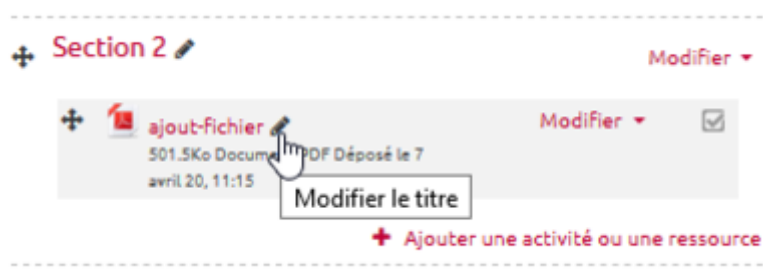 Section 2
Modifier
ajout-fichier
Modifier
501.5Ko Docume PDF Déposé le 7
avril 20, 11:15
Modifier le titre
Ajouter une activité ou une ressource